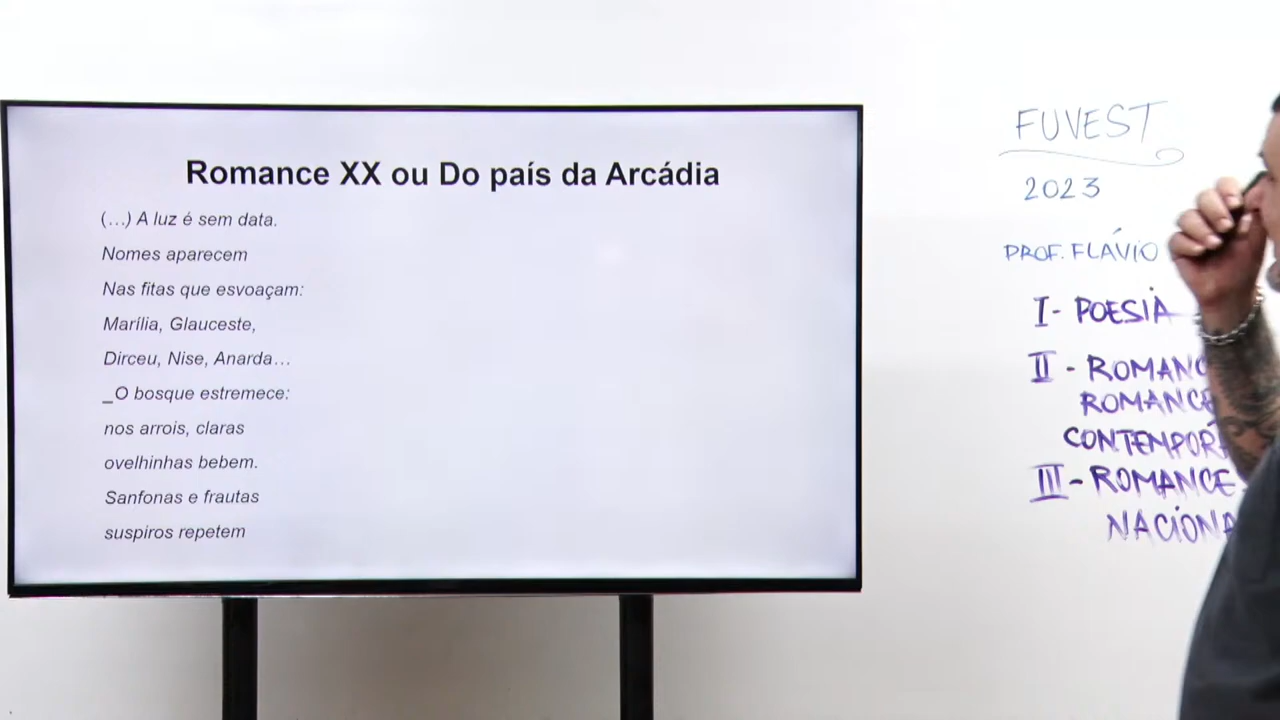 Romance XX ou Do país da Arcádia
(…) A luz é sem data.
Nomes aparecem
Nas fitas que esvoaçam:
Marília, Glauceste,
Dirceu, Nise, Anarda…
_O bosque estremece:
nos arrois, claras
ovelhinhas bebem.
Sanfonas e frautas
suspiros repetem
FUVEST
2023
PROF. FLÁVIO
I - POESIA
II - ROMANC
ROMANCE
CONTEMPOR
III - ROMANCE
NACIONA